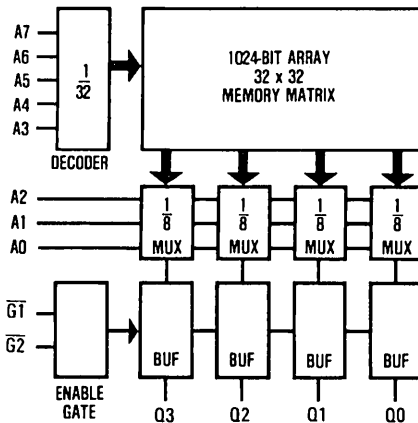 A7
A6
A5
A4
A3
1
32
DECODER
1024-BIT ARRAY
32 x 32
MEMORY MATRIX
A2
A1
A0
1
8
MUX
1
8
MUX
1
8
MUX
1
8
MUX
G1
G2
ENABLE
GATE
BUF
BUF
BUF
BUF
Q3
Q2
Q1
Q0